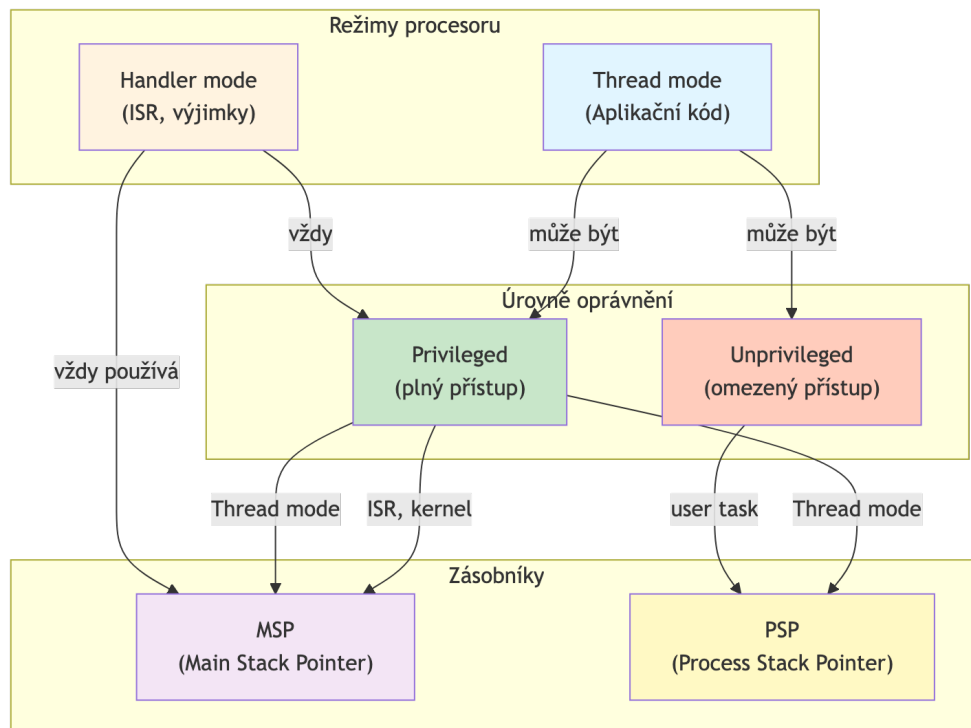 Režimy procesoru
Handler mode
(ISR, výjimky)
Thread mode
(Aplikační kód)
vždy
může být
může být
vždy používá
Úrovně oprávnění
Privileged
(plný přístup)
Unprivileged
(omezený přístup)
Thread mode
ISR, kernel
user task
Thread mode
Zásobníky
MSP
(Main Stack Pointer)
PSP
(Process Stack Pointer)